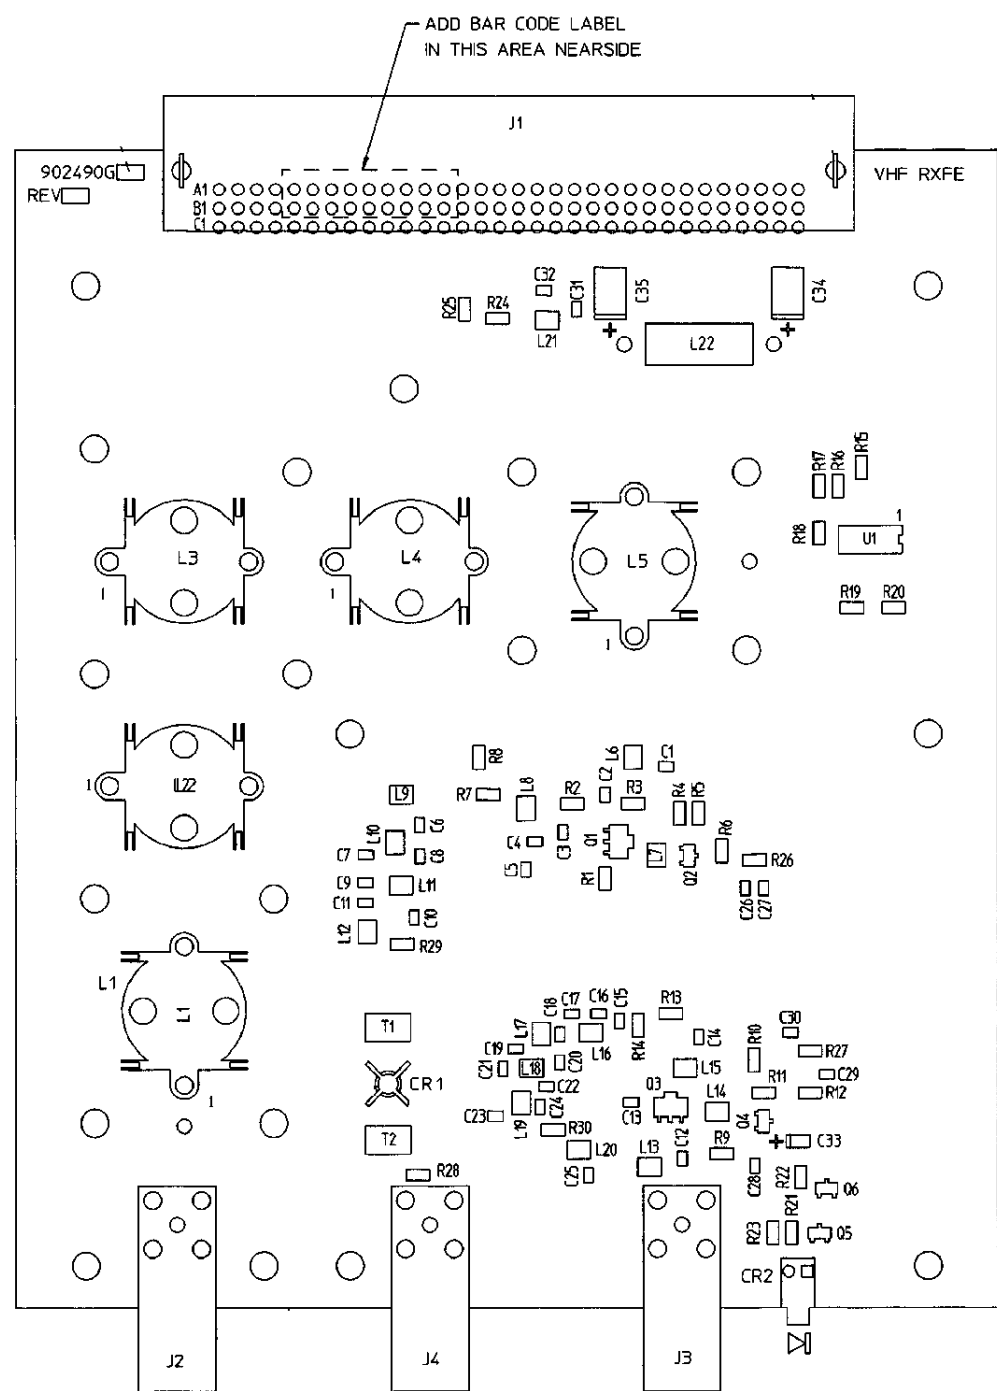 ADD BAR CODE LABEL
IN THIS AREA NEARSIDE
J1
902490G
VHF RXFE
REV
A1
B1
C1
C32
C31
C35
C34
R25
R24
L21
L22
R17
R16
R15
R18
U1
1
L3
L4
L5
1
1
1
R19
R20
R8
L6
C1
1
L9
R7
L8
R2
C2
R3
R4
R5
L10
C6
C4
C3
Q1
L7
Q2
R6
R26
C7
C8
C5
R1
C9
L11
C26
C27
C11
C10
L12
R29
L1
L1
1
T1
CR1
T2
R28
C18
C17
C16
C15
R13
L17
L16
R14
C14
C30
R10
R27
C19
C21
L18
C20
L15
C29
C22
Q3
L14
R11
R12
C23
L19
C24
C13
Q4
R30
L20
C12
R9
C33
C25
L13
C28
R22
Q6
R23
R21
Q5
CR2
J2
J4
J3